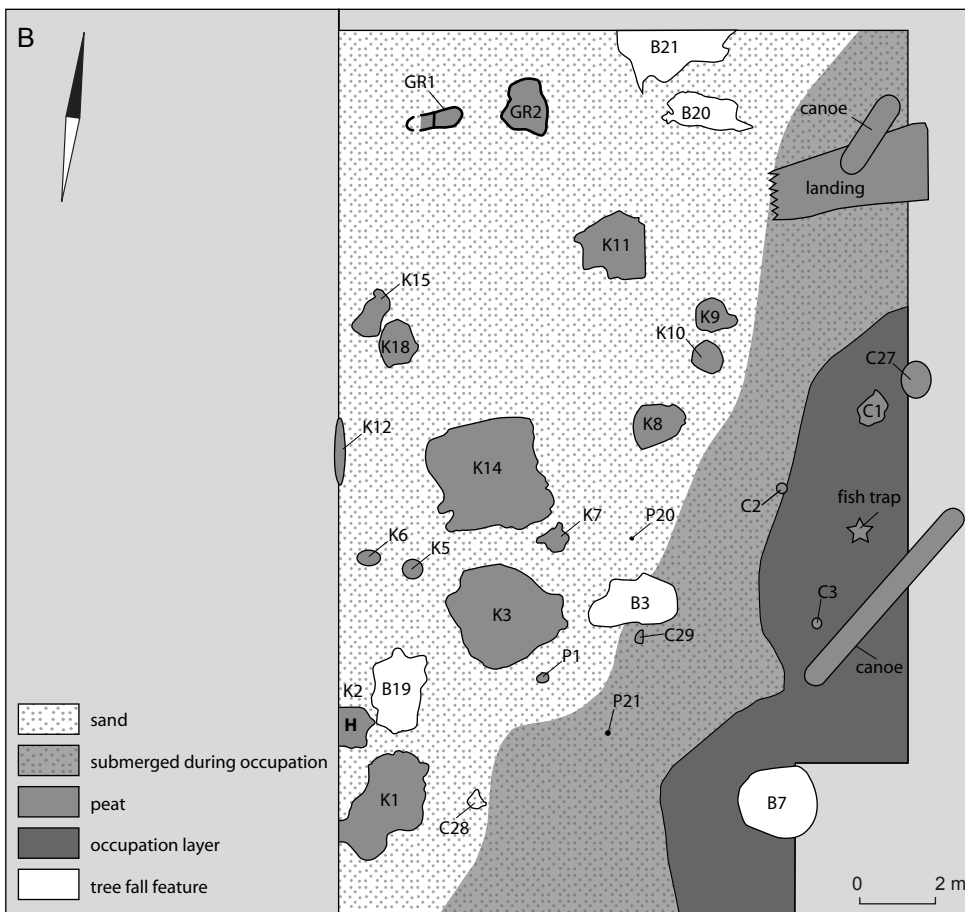 B
B21
GR1
GR2
B20
canoe
landing
K11
K15
K18
K9
K10
C27
C1
K12
K8
K14
C2
fish trap
K7
P20
K6
K5
K3
B3
C3
C29
canoe
P1
K2
B19
H
P21
K1
C28
B7
sand
submerged during occupation
peat
occupation layer
tree fall feature
0 2 m